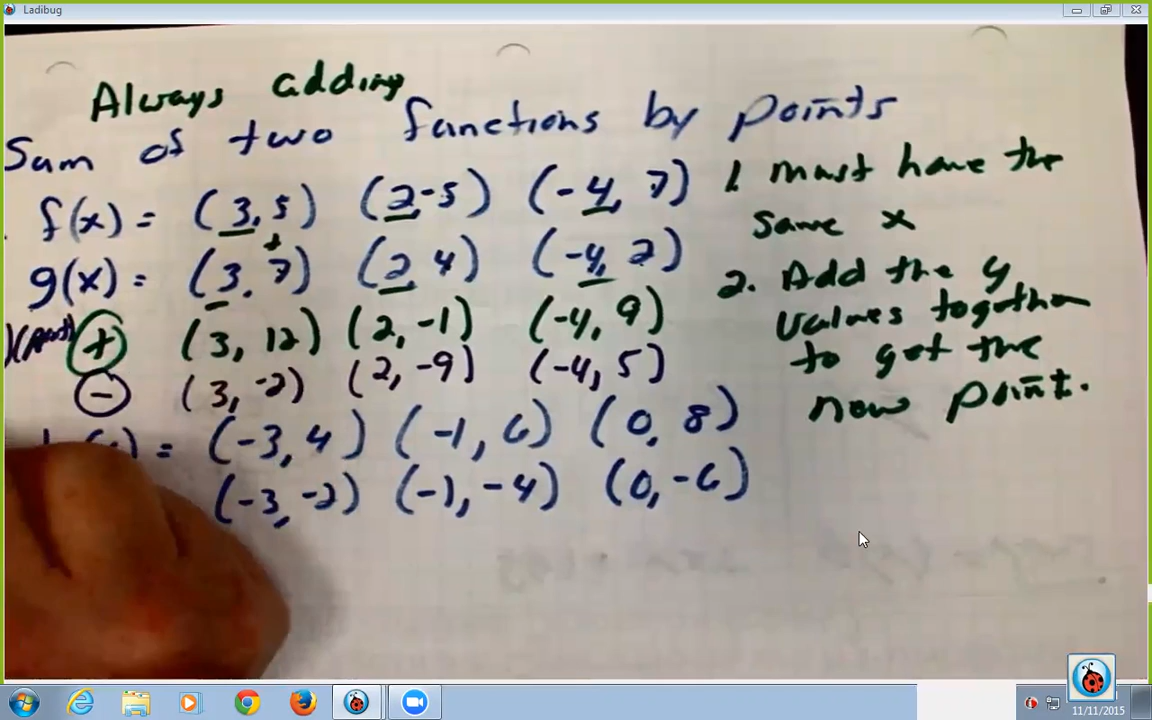 Ladibug
Always adding
Sum of two functions by points
f(x) = (3, 5) (2, -5) (-4, 7)
+
g(x) = (3, 7) (2, 4) (-4, 2)
+ (3, 12) (2, -1) (-4, 9)
- (3, -2) (2, -9) (-4, 5)
= (-3, 4) (-1, 6) (0, 8)
(-3, -2) (-1, -4) (0, -6)
1. must have the
same x
2. Add the y
values together
to get the
new point.
11/11/2015